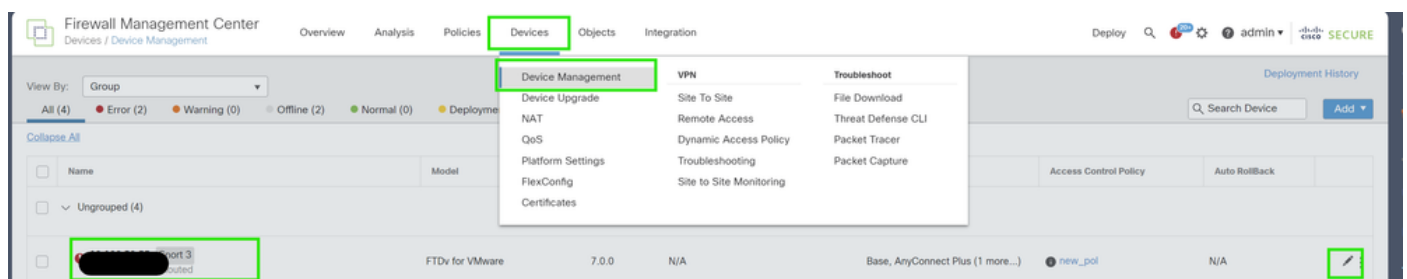 Firewall Management Center
Devices / Device Management
Overview Analysis Policies Devices Objects Integration
Deploy 20+ admin cisco SECURE
View By: Group
Deployment History
All (4) Error (2) Warning (0) Offline (2) Normal (0) Deployme
Search Device Add
Collapse All
Device Management
Device Upgrade
NAT
QoS
Platform Settings
FlexConfig
Certificates
VPN
Site To Site
Remote Access
Dynamic Access Policy
Troubleshooting
Site to Site Monitoring
Troubleshoot
File Download
Threat Defense CLI
Packet Tracer
Packet Capture
Name Model Access Control Policy Auto RollBack
Ungrouped (4)
FTDv for VMware 7.0.0 N/A Base, AnyConnect Plus (1 more...) new_pol N/A